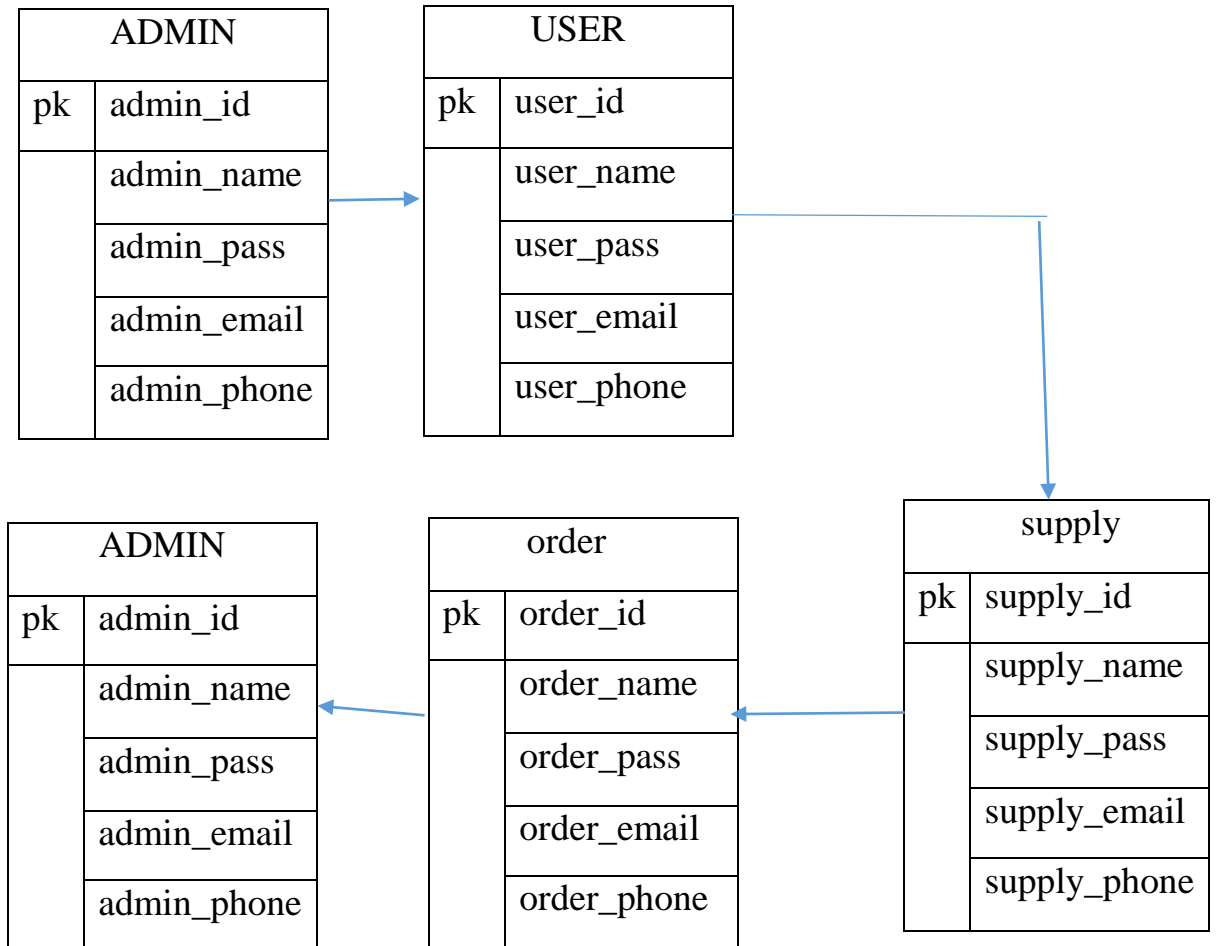 ADMIN
pk admin_id
admin_name
admin_pass
admin_email
admin_phone
USER
pk user_id
user_name
user_pass
user_email
user_phone
ADMIN
pk admin_id
admin_name
admin_pass
admin_email
admin_phone
order
pk order_id
order_name
order_pass
order_email
order_phone
supply
pk supply_id
supply_name
supply_pass
supply_email
supply_phone